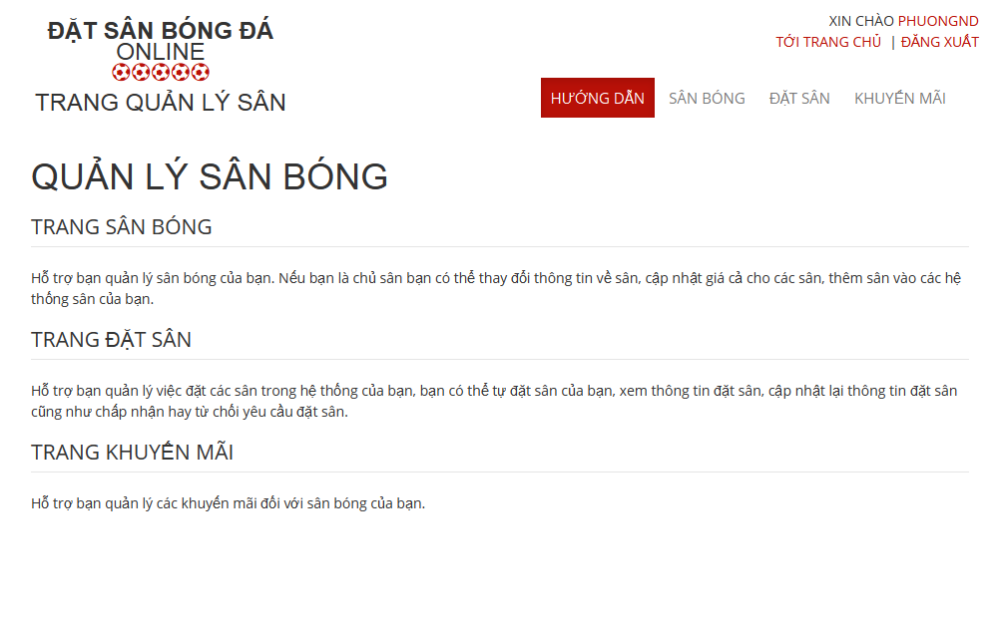 ĐẶT SÂN BÓNG ĐÁ
ONLINE
TRANG QUẢN LÝ SÂN
XIN CHÀO PHUONGND
TỚI TRANG CHỦ | ĐĂNG XUẤT
HƯỚNG DẪN SÂN BÓNG ĐẶT SÂN KHUYẾN MÃI
QUẢN LÝ SÂN BÓNG
TRANG SÂN BÓNG
Hỗ trợ bạn quản lý sân bóng của bạn. Nếu bạn là chủ sân bạn có thể thay đổi thông tin về sân, cập nhật giá cả cho các sân, thêm sân vào các hệ
thống sân của bạn.
TRANG ĐẶT SÂN
Hỗ trợ bạn quản lý việc đặt các sân trong hệ thống của bạn, bạn có thể tự đặt sân của bạn, xem thông tin đặt sân, cập nhật lại thông tin đặt sân
cũng như chấp nhận hay từ chối yêu cầu đặt sân.
TRANG KHUYẾN MÃI
Hỗ trợ bạn quản lý các khuyến mãi đối với sân bóng của bạn.